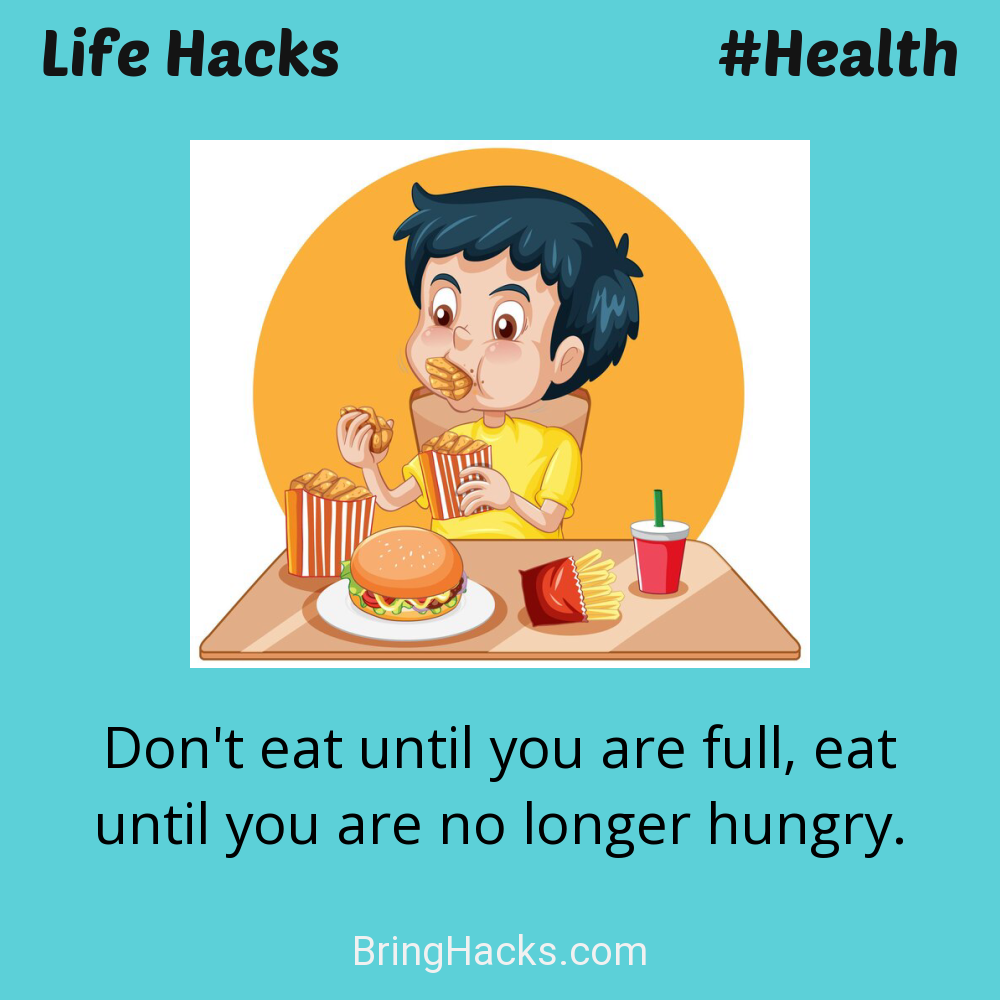 Life Hacks
#Health
Don't eat until you are full, eat
until you are no longer hungry.
BringHacks.com